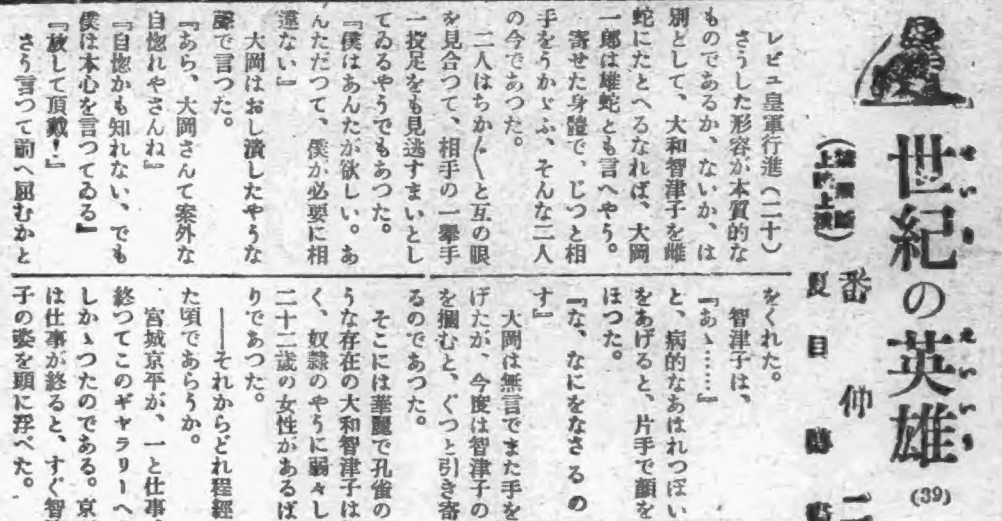 世紀の英雄
(39)
番伸二
レビュ皇軍行進(二十)
さうした形容が本質的な
ものであるか、ないか、は
別として、大和智津子を雌
蛇にたとへるなれば、大岡
一郎は雄蛇とも言へやう。
寄せた身體で、じつと相
手をうかゞふ、そんな二人
の今であつた。
二人はちか〳〵と互の眼
を見合つて、相手の一擧手
一投足をも見逃すまいとし
てゐるやうでもあつた。
『僕はあんたが欲しい。あ
んただつて、僕が必要に相
違ない』
大岡はおし潰したやうな
聲で言つた。
『あら、大岡さんて案外な
自惚れやさんね』
『自惚かも知れない、でも
僕は本心を言つてゐる』
『放して頂戴！』
さう言つて前へ屈むかと
をくれた。
智津子は、
『あゝ……』
と、病的なあはれつぽい
をあげると、片手で顔を
ほつた。
『な、なにをなさるの
す』
大岡は無言でまた手を
げたが、今度は智津子の
を摑むと、ぐつと引き寄
るのであつた。
そこには華麗で孔雀の
うな存在の大和智津子は
く、奴隷のやうに弱々し
二十二歳の女性があるば
りであつた。
――それからどれ程經
た頃であらうか。
宮城京平が、一と仕事
終つてこのギャラリーへ
しかゝつたのである。京
は仕事が終ると、すぐ智
子の姿を頭に浮べた。